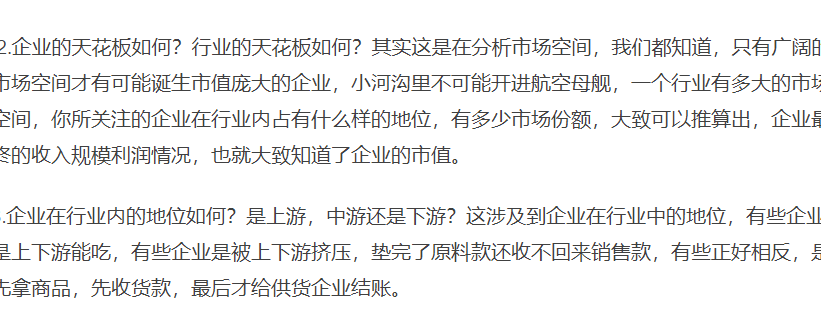 2.企业的天花板如何？行业的天花板如何？其实这是在分析市场空间，我们都知道，只有广阔的
市场空间才有可能诞生市值庞大的企业，小河沟里不可能开进航空母舰，一个行业有多大的市场
空间，你所关注的企业在行业内占有什么样的地位，有多少市场份额，大致可以推算出，企业最
终的收入规模利润情况，也就大致知道了企业的市值。
.企业在行业内的地位如何？是上游，中游还是下游？这涉及到企业在行业中的地位，有些企业
是上下游能吃，有些企业是被上下游挤压，垫完了原料款还收不回来销售款，有些正好相反，是
先拿商品，先收货款，最后才给供货企业结账。